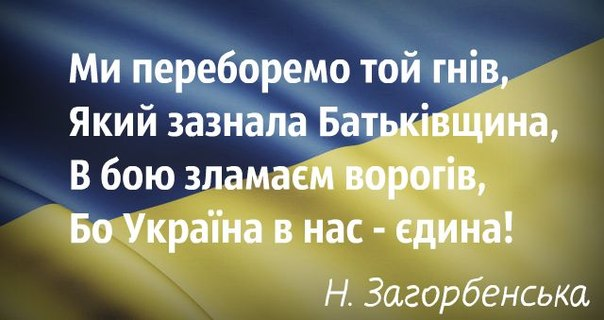 Ми переборемо той гнів,
Який зазнала Батьківщина,
В бою зламаєм ворогів,
Бо Україна в нас - єдина!
Н. Загорбенська